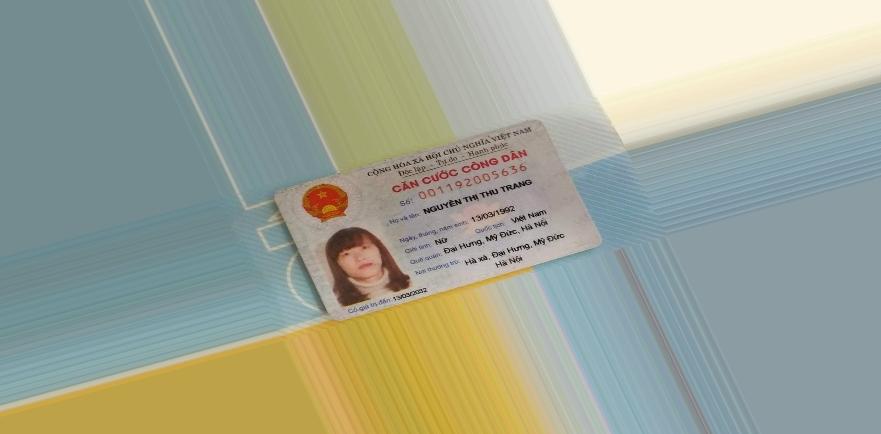 CỘNG HÒA XÃ HỘI CHỦ NGHĨA VIỆT NAM
Độc lập - Tự do - Hạnh phúc
CĂN CƯỚC CÔNG DÂN
Số: 001192005636
Họ và tên: NGUYỄN THỊ THU TRANG
Ngày, tháng, năm sinh: 13/03/1992
Giới tính: Nữ Quốc tịch: Việt Nam
Quê quán: Đại Hưng, Mỹ Đức, Hà Nội
Nơi thường trú: Hà xá, Đại Hưng, Mỹ Đức
Hà Nội
Có giá trị đến: 13/03/2032